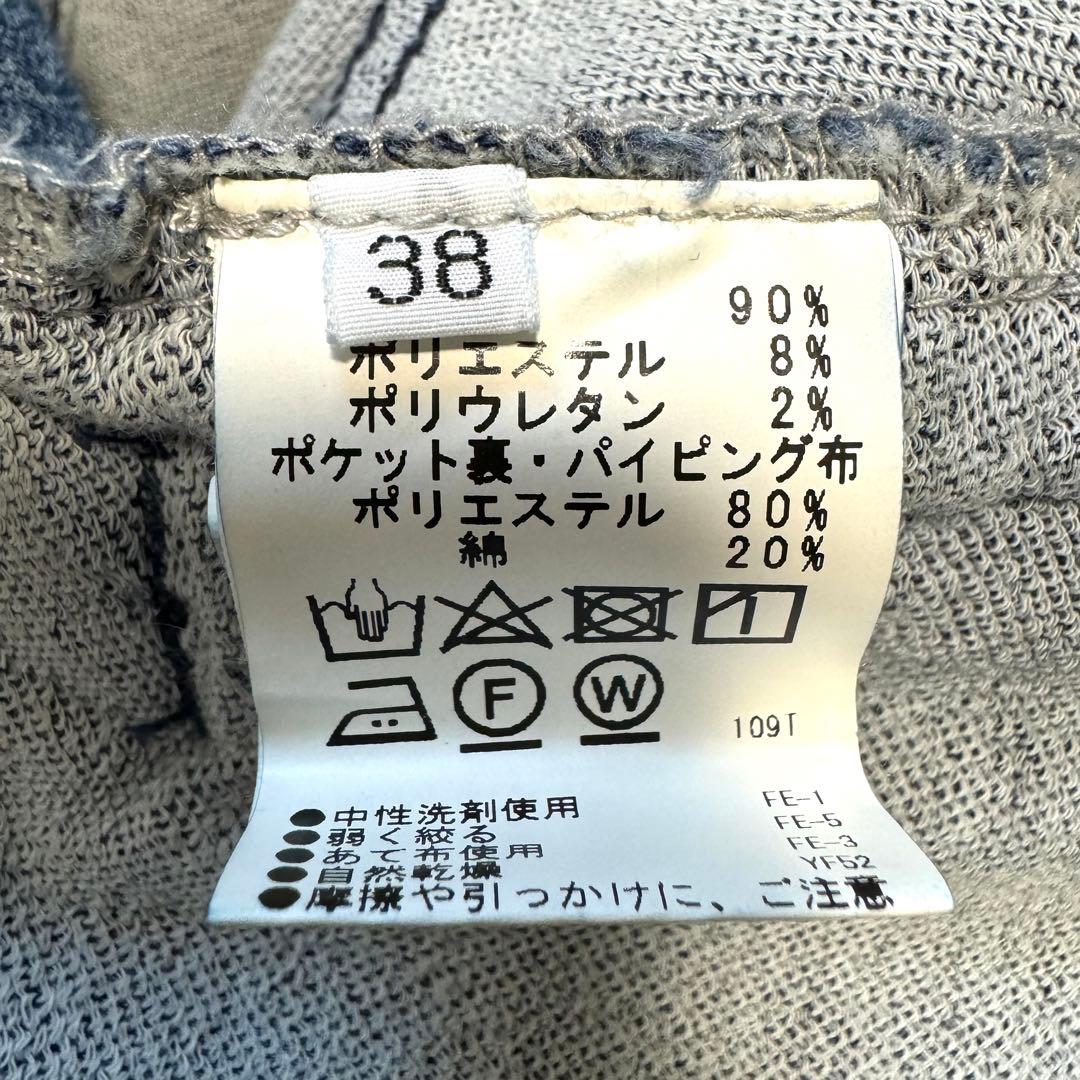 38
90%
ポリエステル 8%
ポリウレタン 2%
ポケット裏・パイピング布
ポリエステル 80%
綿 20%
F W
109T
●中性洗剤使用 FE-1
●弱く絞る FE-5
●あて布使用 FE-3
●自然乾燥 YF52
●摩擦や引っかけに、ご注意